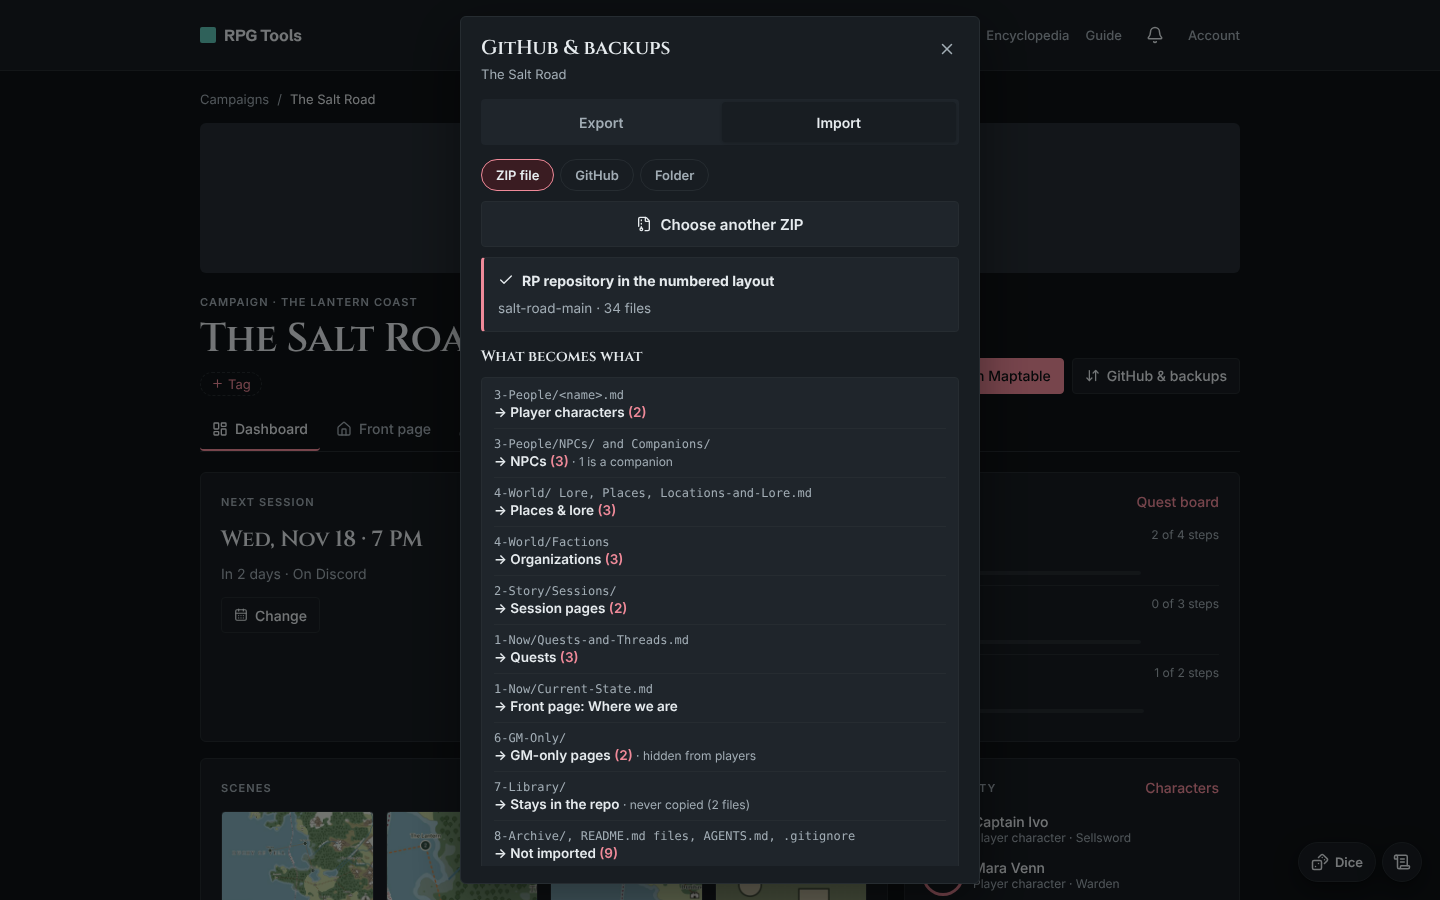 RPG Tools
Encyclopedia
Guide
Account
Campaigns / The Salt Road
CAMPAIGN · THE LANTERN COAST
The Salt Roa
+ Tag
n Maptable
GitHub & backups
Dashboard
Front page
NEXT SESSION
Wed, Nov 18 · 7 PM
In 2 days · On Discord
Change
Quest board
2 of 4 steps
0 of 3 steps
1 of 2 steps
SCENES
TY
Characters
Captain Ivo
Player character · Sellsword
Mara Venn
Player character · Warden
Dice
GitHub & backups
The Salt Road
Export
Import
ZIP file
GitHub
Folder
Choose another ZIP
RP repository in the numbered layout
salt-road-main · 34 files
What becomes what
3-People/<name>.md
→ Player characters (2)
3-People/NPCs/ and Companions/
→ NPCs (3) · 1 is a companion
4-World/ Lore, Places, Locations-and-Lore.md
→ Places & lore (3)
4-World/Factions
→ Organizations (3)
2-Story/Sessions/
→ Session pages (2)
1-Now/Quests-and-Threads.md
→ Quests (3)
1-Now/Current-State.md
→ Front page: Where we are
6-GM-Only/
→ GM-only pages (2) · hidden from players
7-Library/
→ Stays in the repo · never copied (2 files)
8-Archive/, README.md files, AGENTS.md, .gitignore
→ Not imported (9)